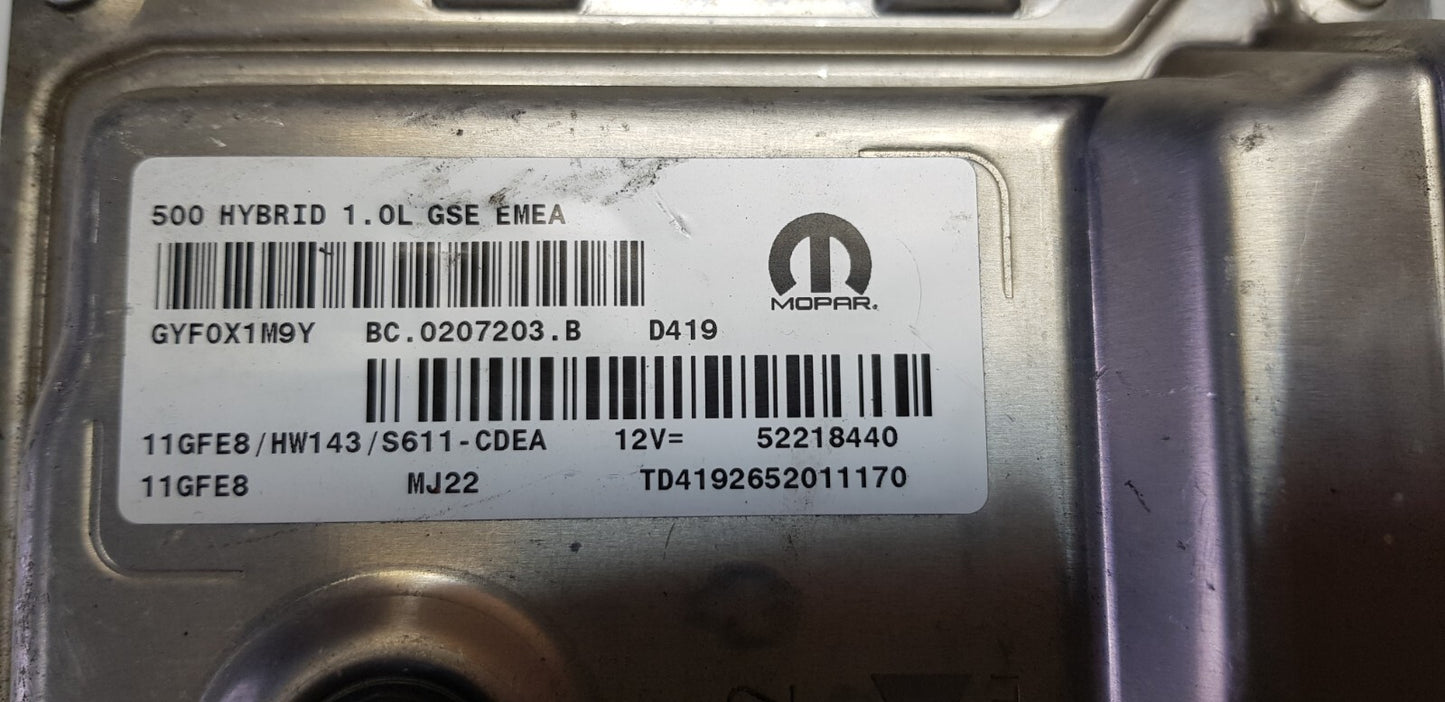 500 HYBRID 1.0L GSE EMEA
MOPAR®
GYF0X1M9Y BC.0207203.B D419
11GFE8/HW143/S611-CDEA 12V= 52218440
11GFE8 MJ22 TD4192652011170